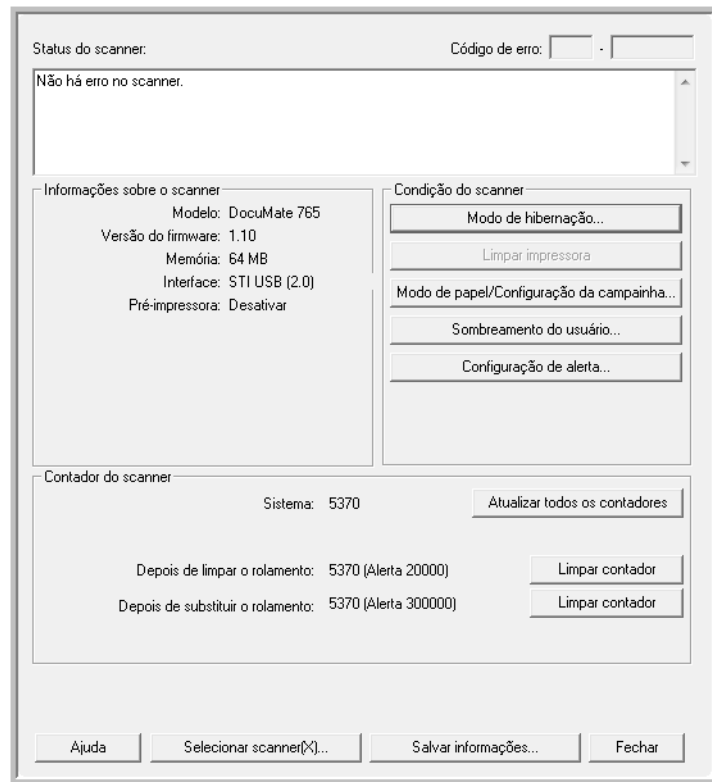 Status do scanner: Código de erro: -
Não há erro no scanner.
Informações sobre o scanner
Modelo: DocuMate 765
Versão do firmware: 1.10
Memória: 64 MB
Interface: STI USB (2.0)
Pré-impressora: Desativar
Condição do scanner
Modo de hibernação...
Limpar impressora
Modo de papel/Configuração da campainha...
Sombreamento do usuário...
Configuração de alerta...
Contador do scanner
Sistema: 5370 Atualizar todos os contadores
Depois de limpar o rolamento: 5370 (Alerta 20000) Limpar contador
Depois de substituir o rolamento: 5370 (Alerta 300000) Limpar contador
Ajuda Selecionar scanner(X)... Salvar informações... Fechar